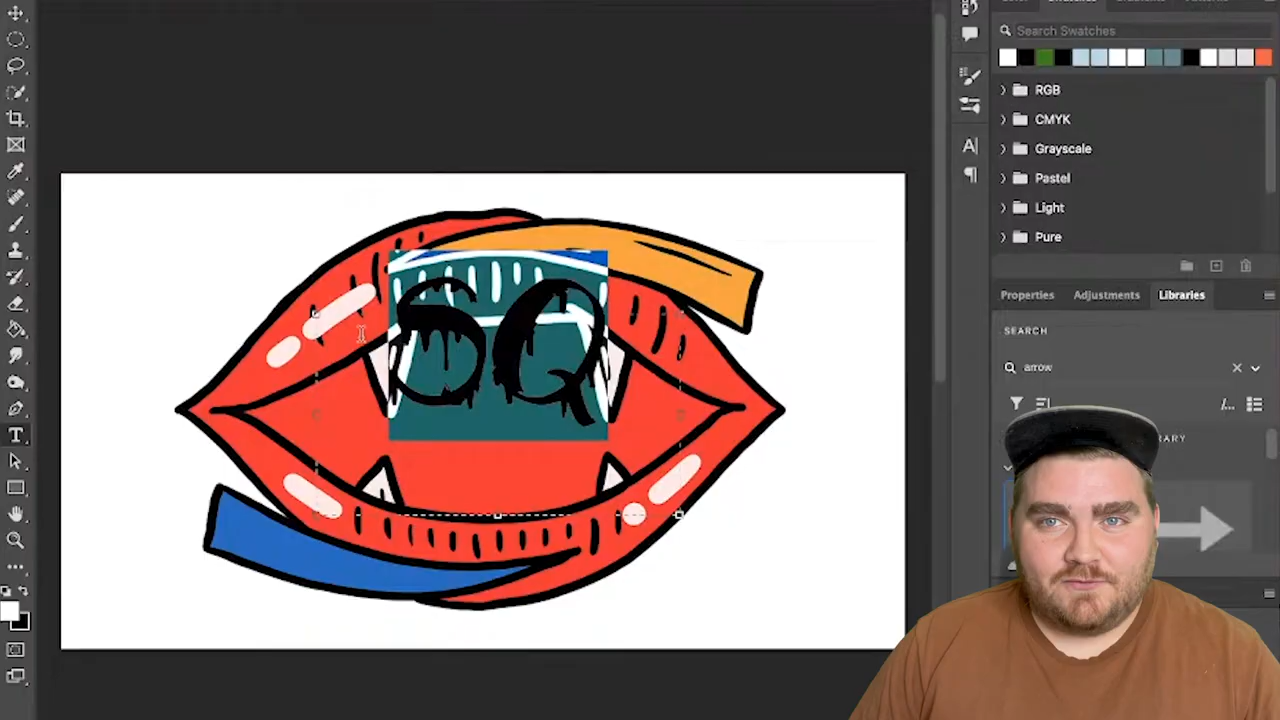 Search Swatches
RGB
CMYK
Grayscale
Pastel
Light
Pure
Properties Adjustments Libraries
SEARCH
arrow
SQ